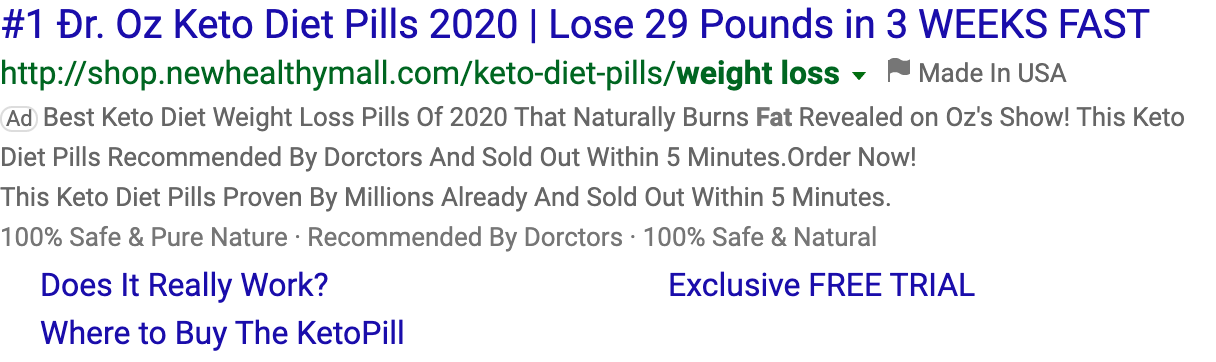 #1 Ðr. Oz Keto Diet Pills 2020 | Lose 29 Pounds in 3 WEEKS FAST
http://shop.newhealthymall.com/keto-diet-pills/weight loss Made In USA
Ad Best Keto Diet Weight Loss Pills Of 2020 That Naturally Burns Fat Revealed on Oz's Show! This Keto
Diet Pills Recommended By Dorctors And Sold Out Within 5 Minutes.Order Now!
This Keto Diet Pills Proven By Millions Already And Sold Out Within 5 Minutes.
100% Safe & Pure Nature · Recommended By Dorctors · 100% Safe & Natural
Does It Really Work? Exclusive FREE TRIAL
Where to Buy The KetoPill